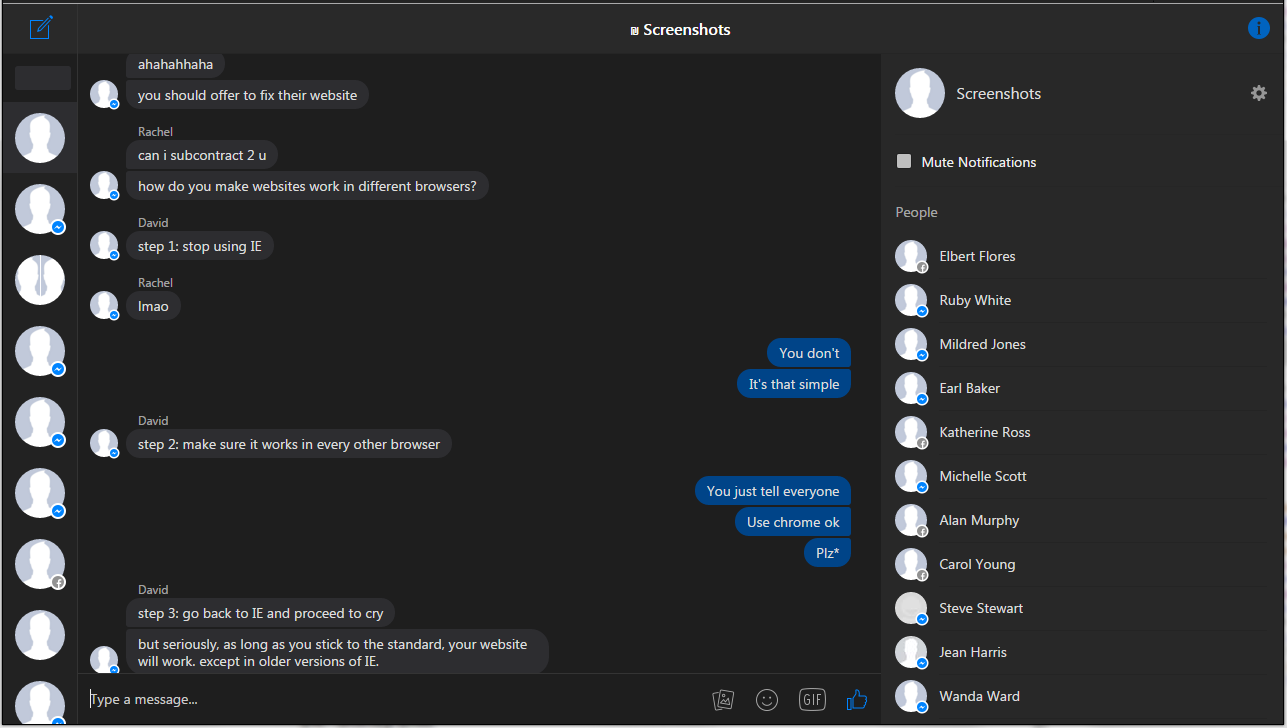 Screenshots
ahahahhaha
you should offer to fix their website
Rachel
can i subcontract 2 u
how do you make websites work in different browsers?
David
step 1: stop using IE
Rachel
lmao
You don't
It's that simple
David
step 2: make sure it works in every other browser
You just tell everyone
Use chrome ok
Plz*
David
step 3: go back to IE and proceed to cry
but seriously, as long as you stick to the standard, your website
will work. except in older versions of IE.
Type a message...
GIF
Screenshots
Mute Notifications
People
Elbert Flores
Ruby White
Mildred Jones
Earl Baker
Katherine Ross
Michelle Scott
Alan Murphy
Carol Young
Steve Stewart
Jean Harris
Wanda Ward